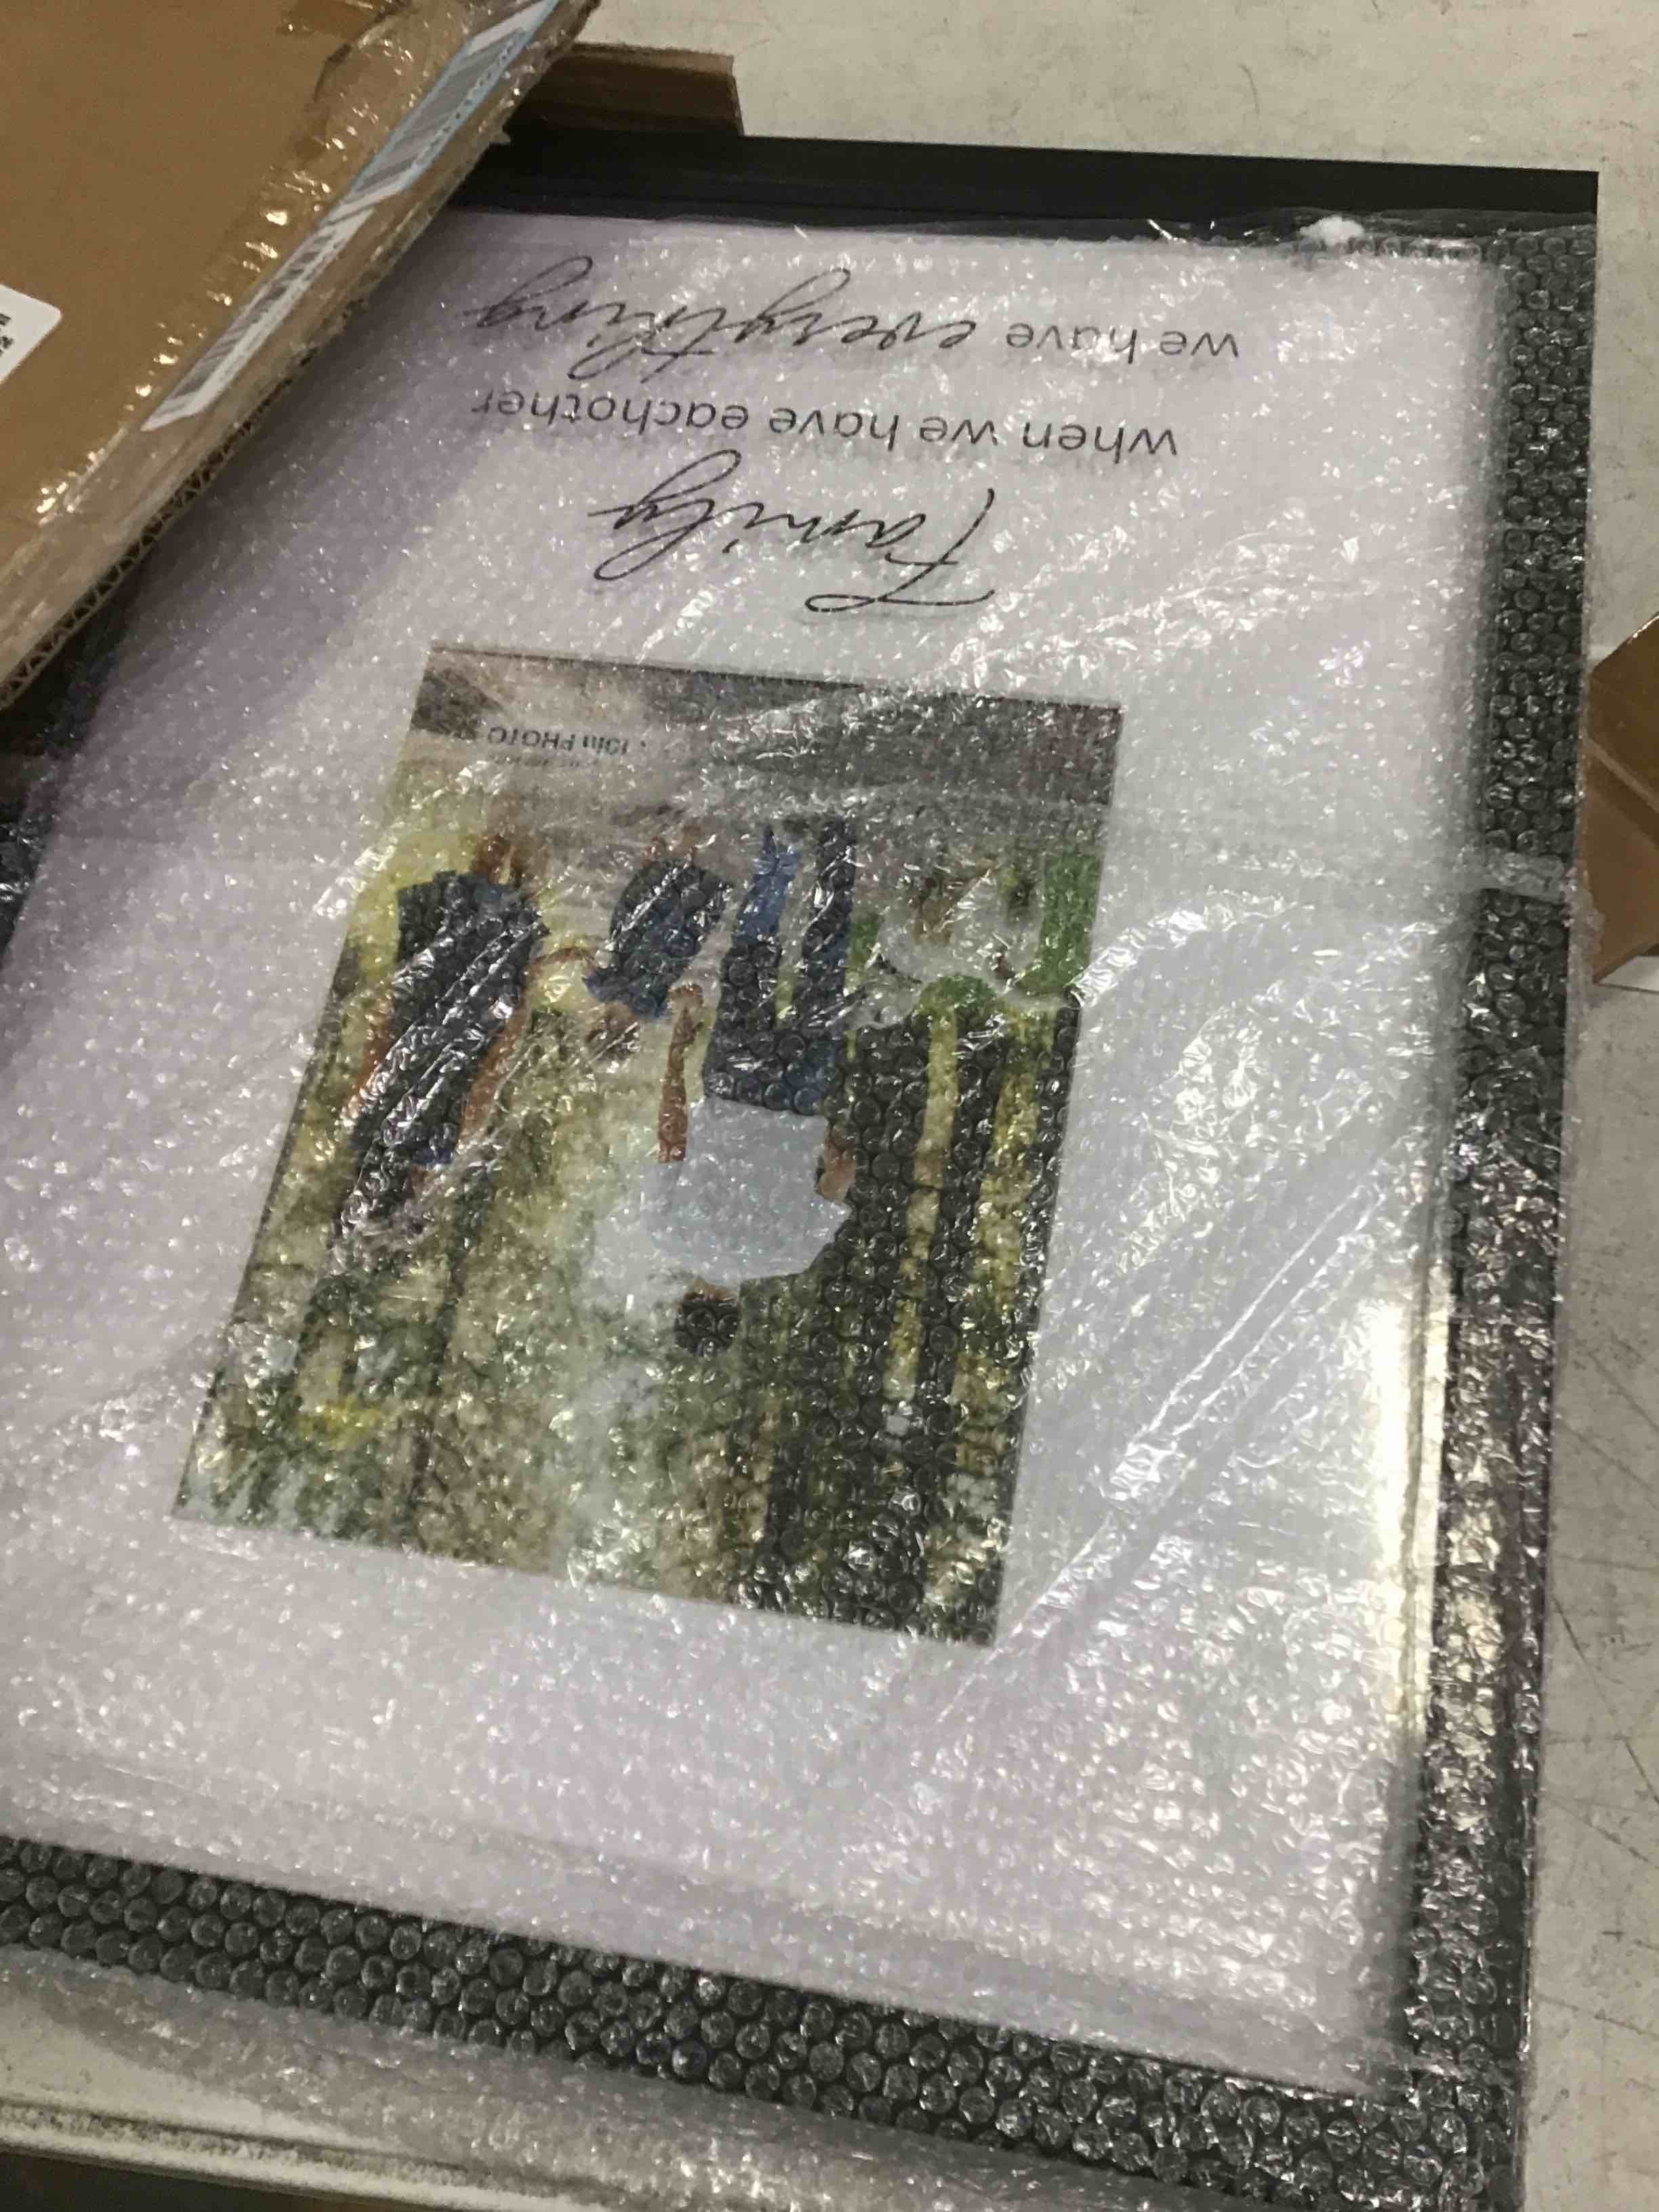 Family
when we have eachother
we have everything